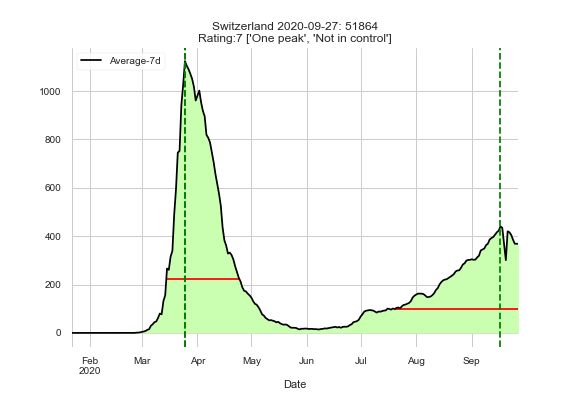 Switzerland 2020-09-27: 51864
Rating:7 ['One peak', 'Not in control']
Average-7d
1000
800
600
400
200
0
Feb Mar Apr May Jun Jul Aug Sep
2020
Date